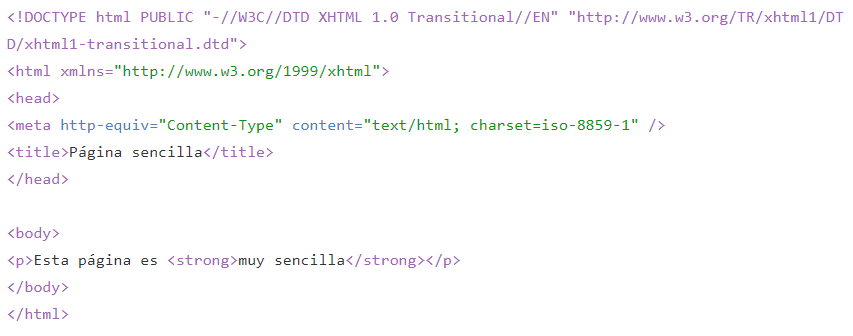 <!DOCTYPE html PUBLIC "-//W3C//DTD XHTML 1.0 Transitional//EN" "http://www.w3.org/TR/xhtml1/DT
D/xhtml1-transitional.dtd">
<html xmlns="http://www.w3.org/1999/xhtml">
<head>
<meta http-equiv="Content-Type" content="text/html; charset=iso-8859-1" />
<title>Página sencilla</title>
</head>

<body>
<p>Esta página es <strong>muy sencilla</strong></p>
</body>
</html>